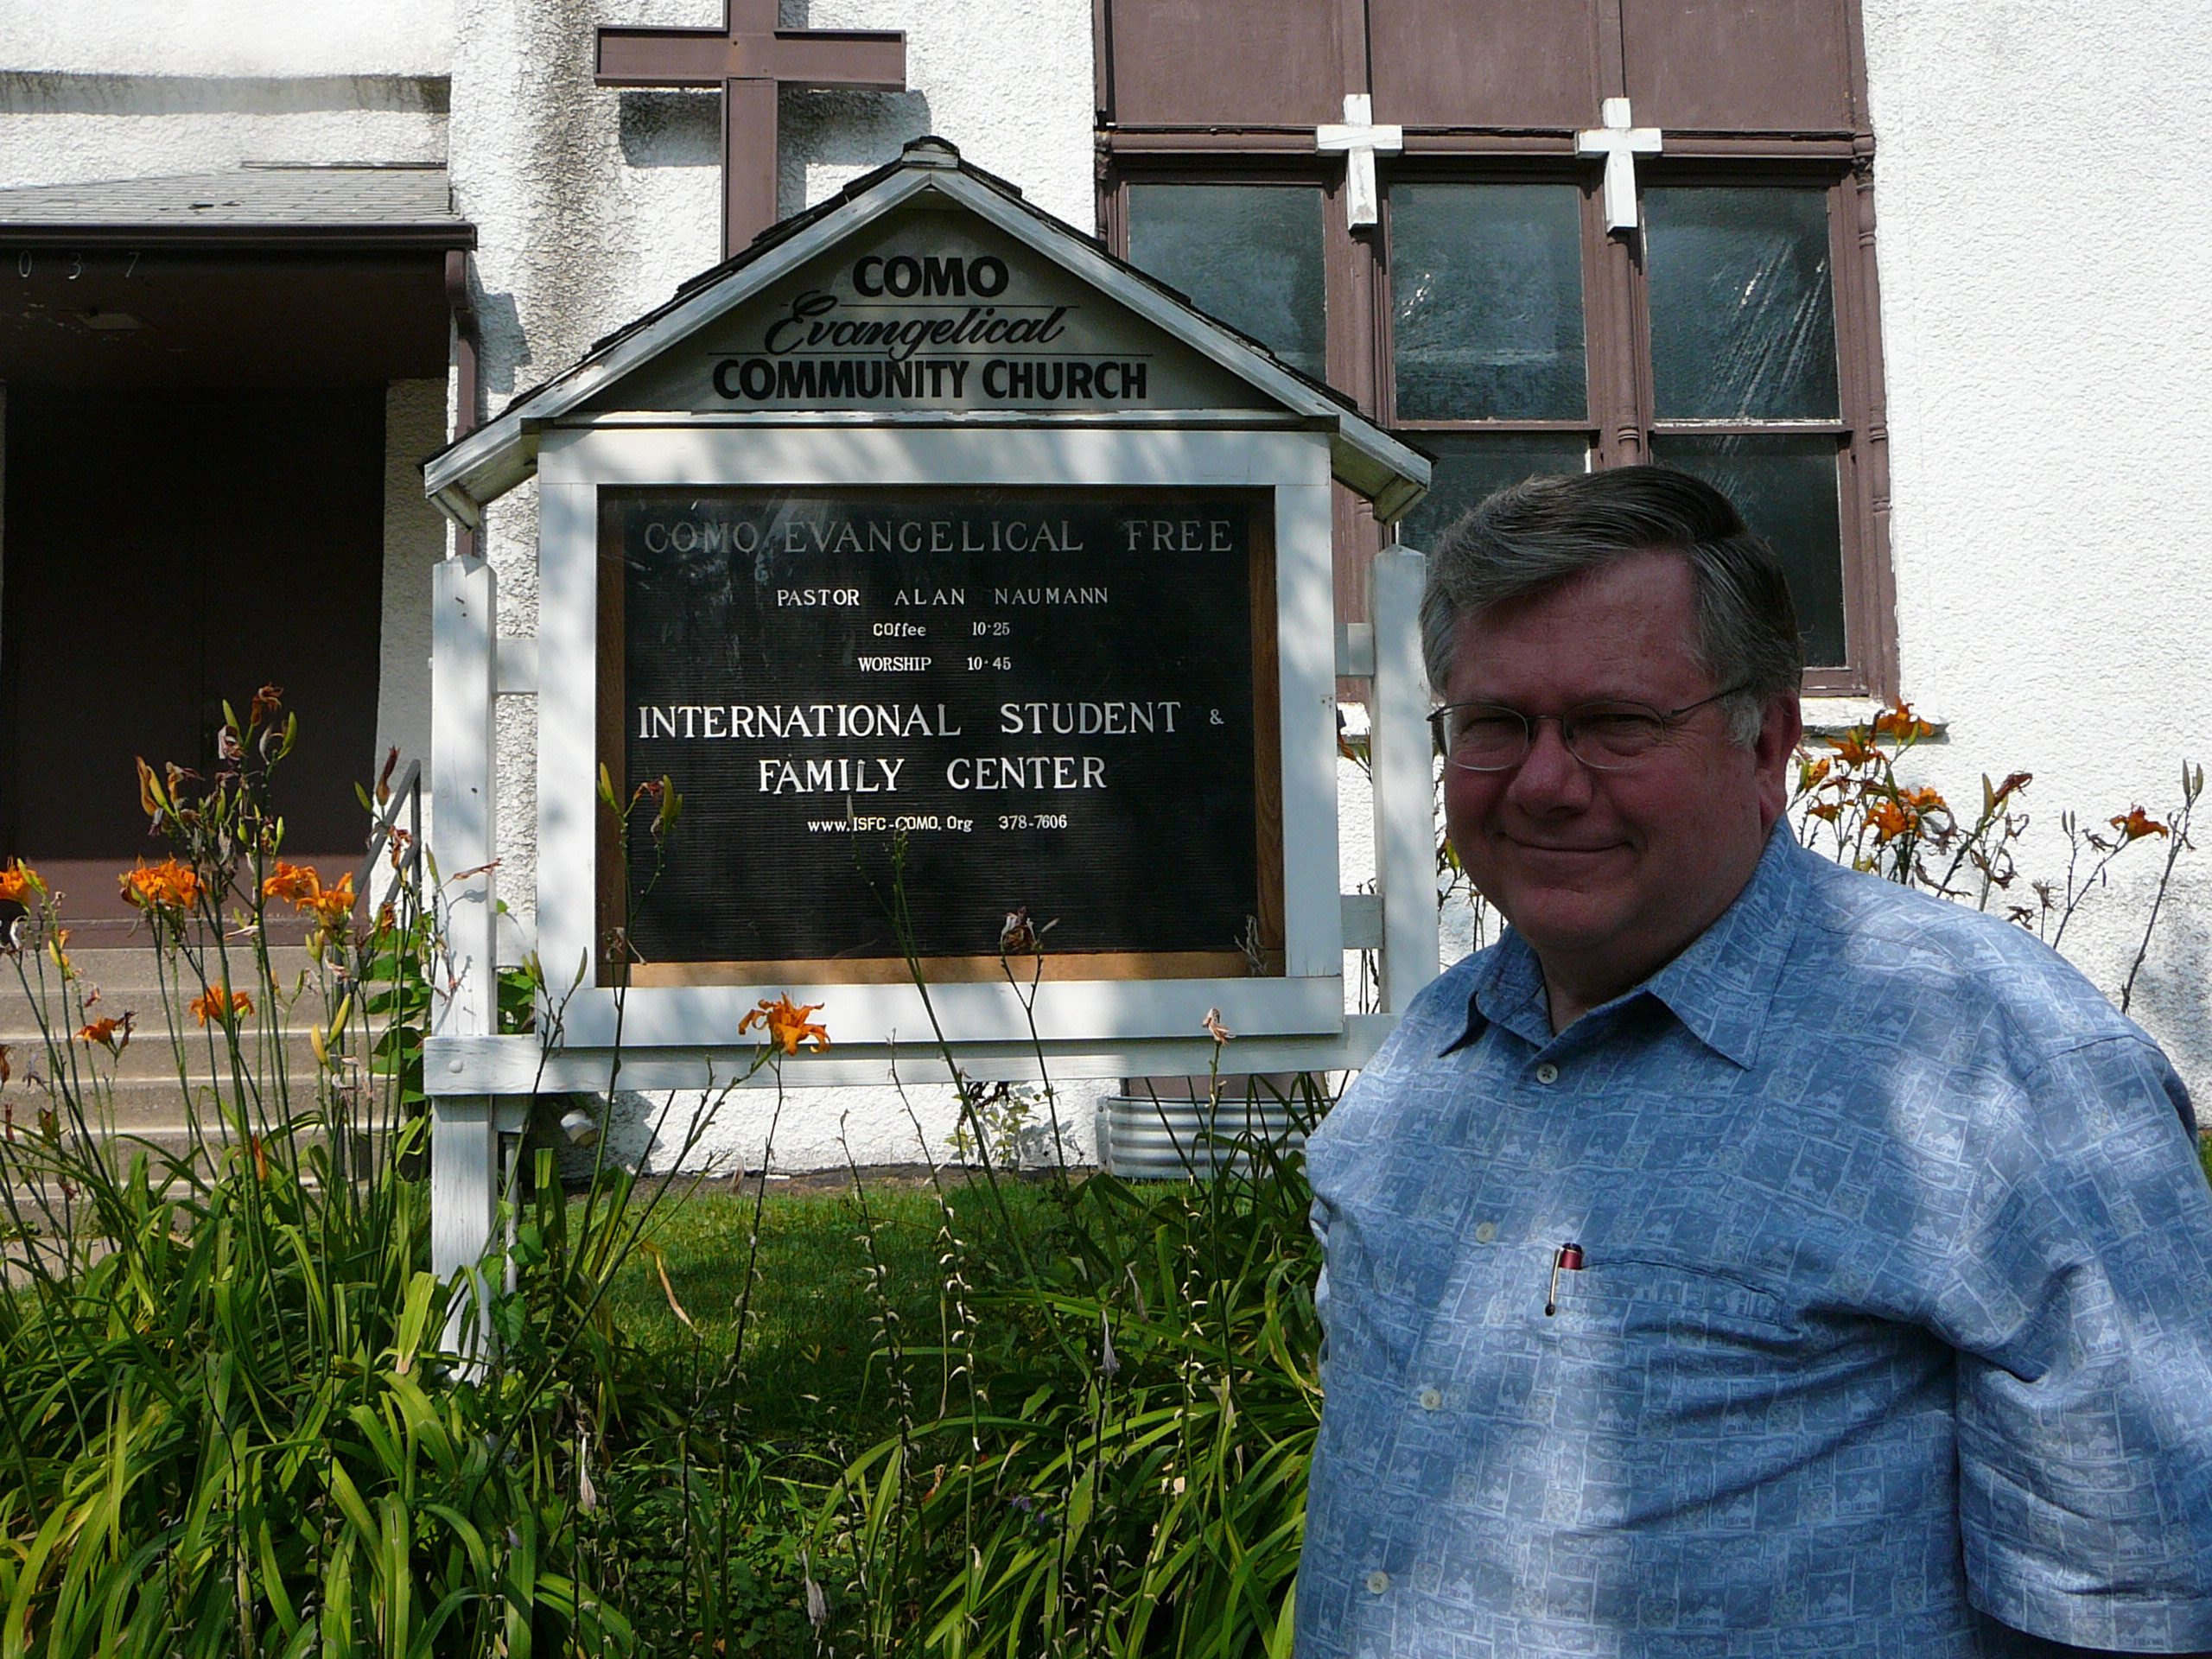 037
COMO
Evangelical
COMMUNITY CHURCH
COMO EVANGELICAL FREE
PASTOR ALAN NAUMANN
COffee 10·25
WORSHIP 10·45
INTERNATIONAL STUDENT &
FAMILY CENTER
www.ISFC-COMO.Org 378-7606